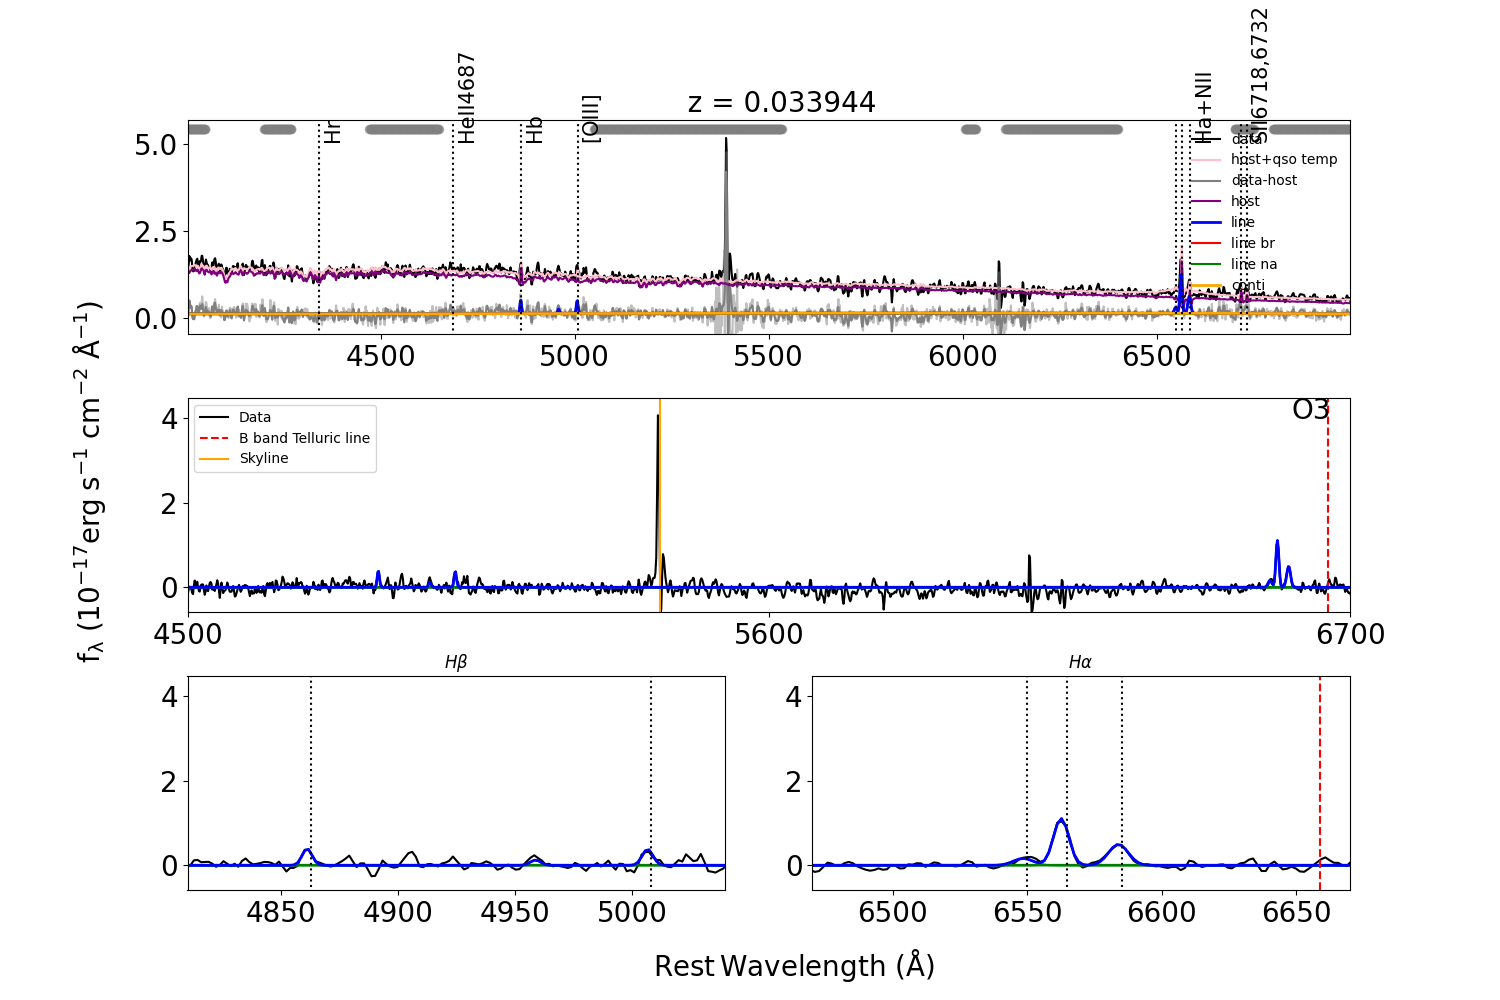 z = 0.033944
Hr
HeII4687
Hb
[OIII]
Ha+NII
SII6718,6732
5.0
2.5
0.0
data
host+qso temp
data-host
host
line
line br
line na
conti
4500 5000 5500 6000 6500
4
2
0
Data
B band Telluric line
Skyline
O3
4500 5600 6700
fλ (10⁻¹⁷erg s⁻¹ cm⁻² Å⁻¹)
Hβ
4
2
0
4850 4900 4950 5000
Hα
4
2
0
6500 6550 6600 6650
Rest Wavelength (Å)